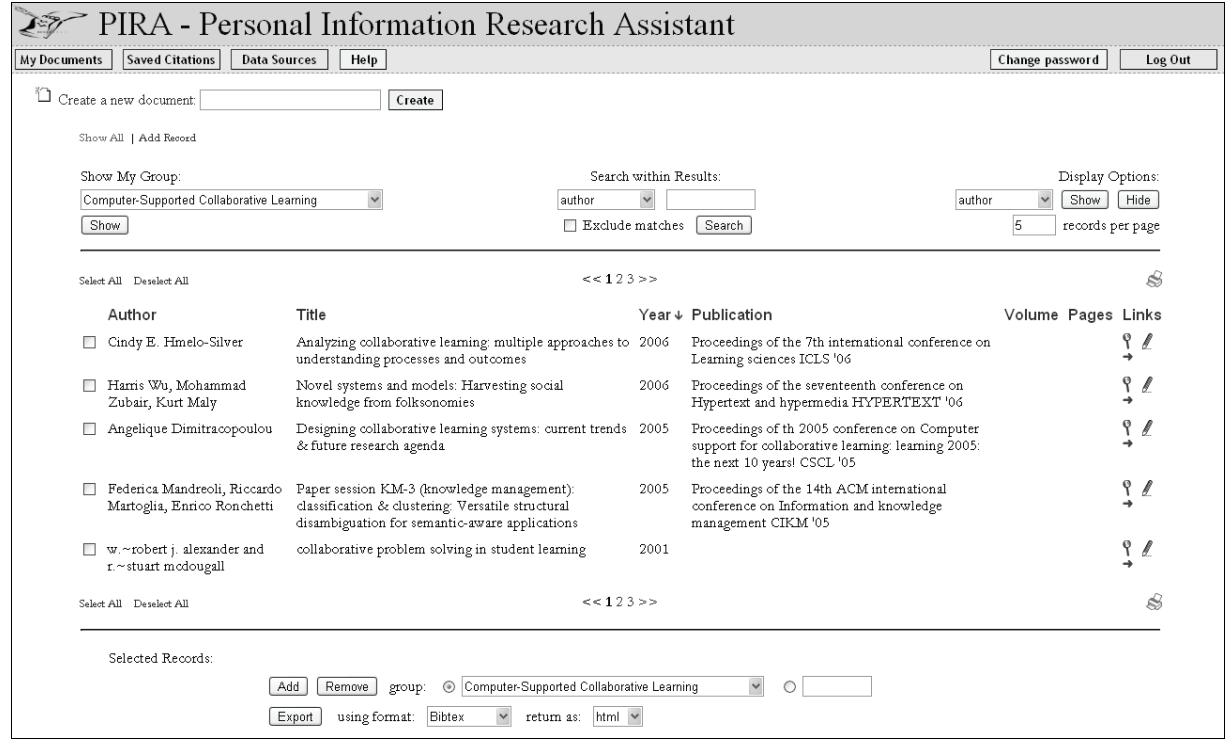 PIRA - Personal Information Research Assistant
My Documents Saved Citations Data Sources Help Change password Log Out
Create a new document: Create
Show All | Add Record
Show My Group: Search within Results: Display Options:
Computer-Supported Collaborative Learning author author Show Hide
Show Exclude matches Search 5 records per page
Select All Deselect All << 1 2 3 >>
Author Title Year ↓ Publication Volume Pages Links
Cindy E. Hmelo-Silver Analyzing collaborative learning: multiple approaches to 2006 Proceedings of the 7th international conference on
understanding processes and outcomes Learning sciences ICLS '06
Harris Wu, Mohammad Novel systems and models: Harvesting social 2006 Proceedings of the seventeenth conference on
Zubair, Kurt Maly knowledge from folksonomies Hypertext and hypermedia HYPERTEXT '06
Angelique Dimitracopoulou Designing collaborative learning systems: current trends 2005 Proceedings of th 2005 conference on Computer
& future research agenda support for collaborative learning: learning 2005:
the next 10 years! CSCL '05
Federica Mandreoli, Riccardo Paper session KM-3 (knowledge management): 2005 Proceedings of the 14th ACM international
Martoglia, Enrico Ronchetti classification & clustering: Versatile structural conference on Information and knowledge
disambiguation for semantic-aware applications management CIKM '05
w.~robert j. alexander and collaborative problem solving in student learning 2001
r.~stuart mcdougall
Select All Deselect All << 1 2 3 >>
Selected Records:
Add Remove group: Computer-Supported Collaborative Learning
Export using format: Bibtex return as: html